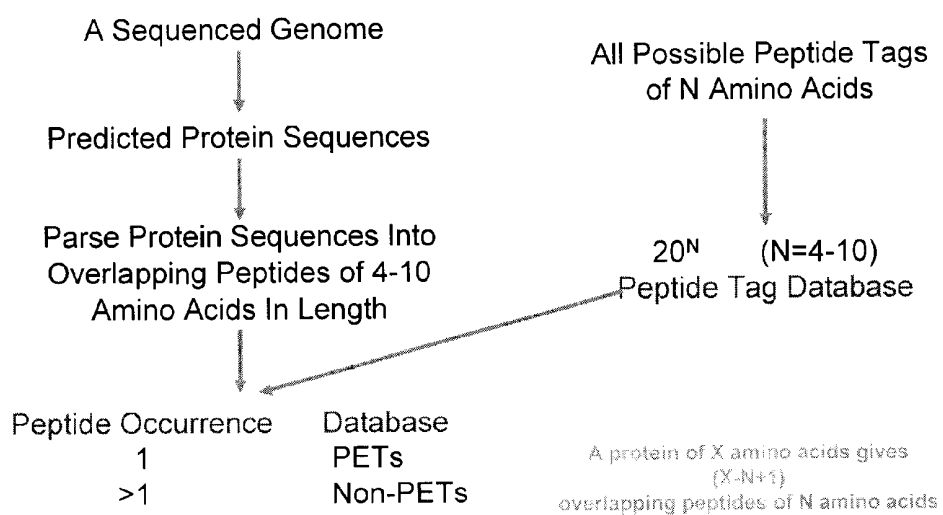 A Sequenced Genome
Predicted Protein Sequences
Parse Protein Sequences Into
Overlapping Peptides of 4-10
Amino Acids In Length
All Possible Peptide Tags
of N Amino Acids
20ᴺ (N=4-10)
Peptide Tag Database
Peptide Occurrence Database
1 PETs
>1 Non-PETs
A protein of X amino acids gives
(X-N+1)
overlapping peptides of N amino acids